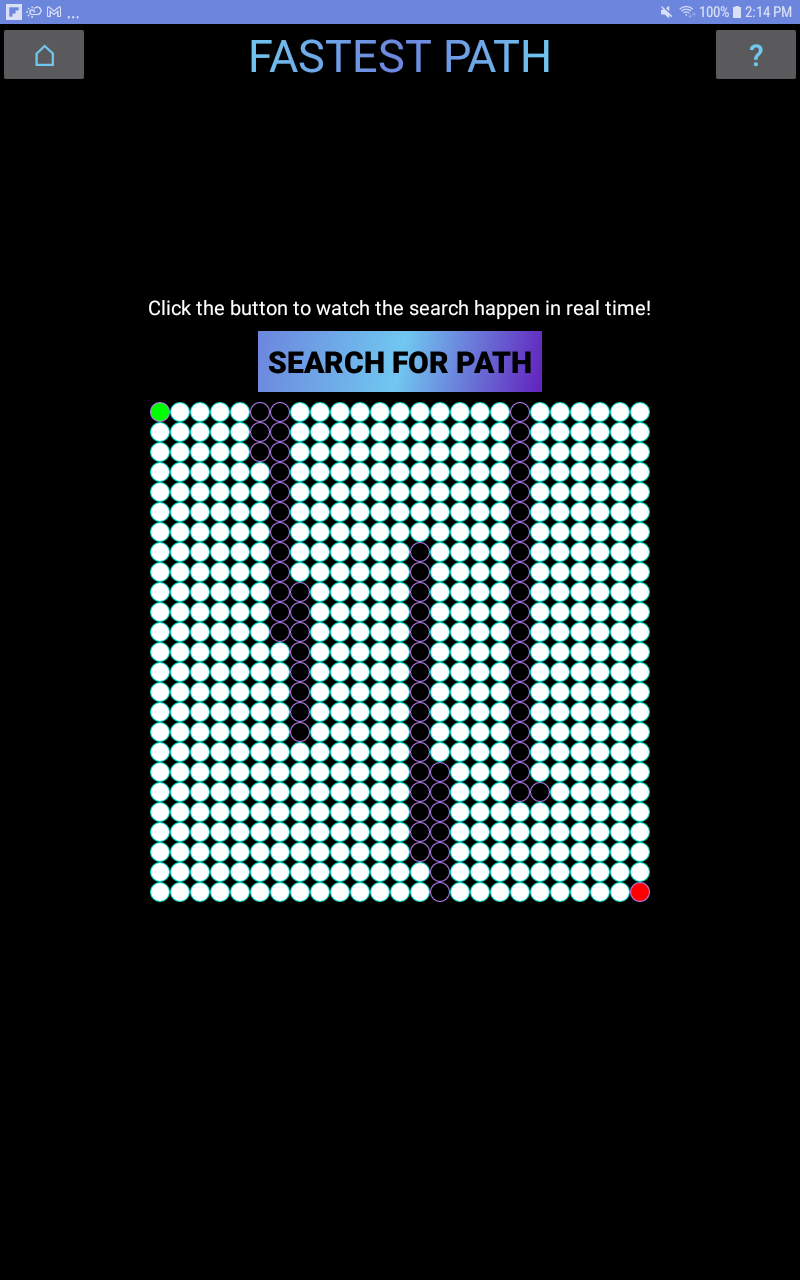 ... 100% 2:14 PM
FASTEST PATH
?
Click the button to watch the search happen in real time!
SEARCH FOR PATH